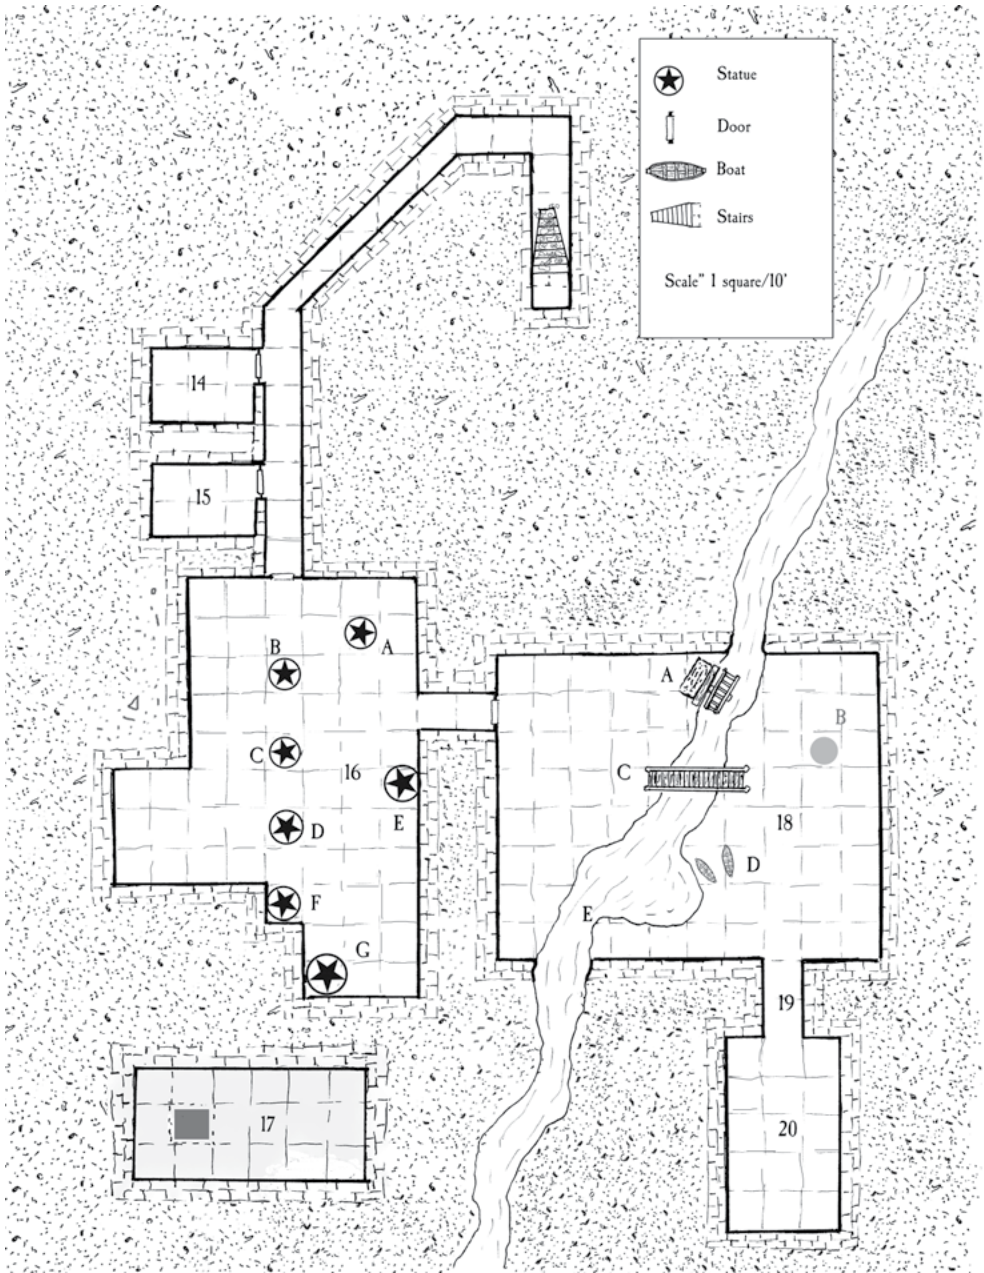 Statue
Door
Boat
Stairs
Scale" 1 square/10'
14
15
A
B
C
16
D
E
F
G
A
B
C
18
D
E
19
17
20